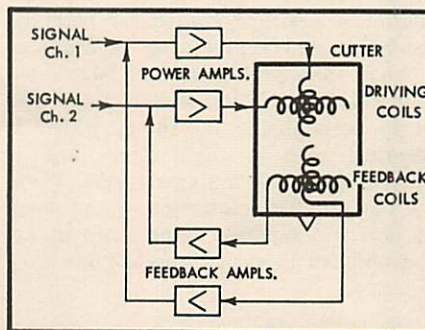 SIGNAL
Ch. 1
CUTTER
POWER AMPLS.
SIGNAL
Ch. 2
DRIVING
COILS
FEEDBACK
COILS
FEEDBACK AMPLS.